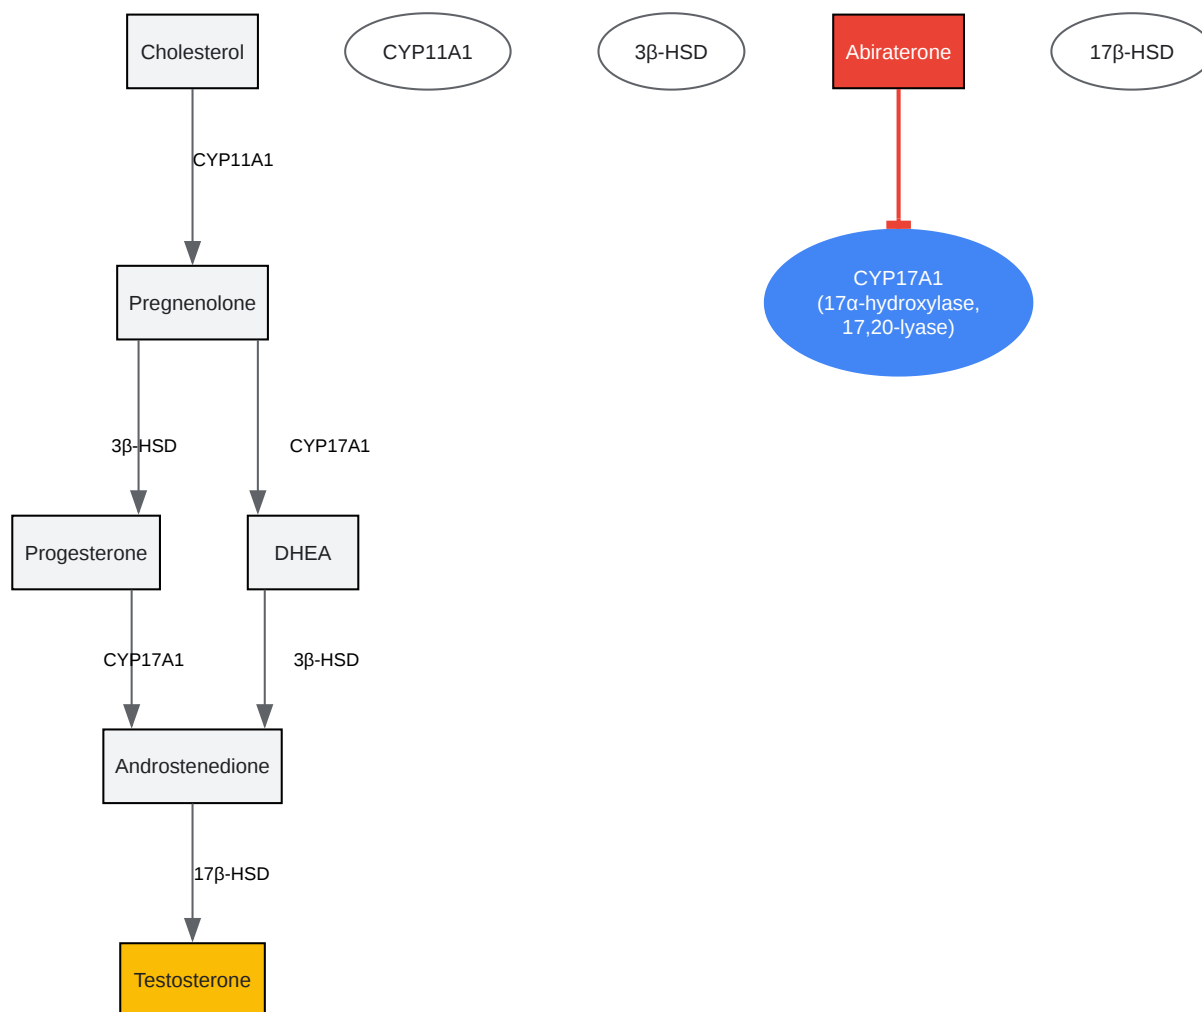 Cholesterol
CYP11A1
3β-HSD
Abiraterone
17β-HSD
CYP11A1
CYP17A1
(17α-hydroxylase,
17,20-lyase)
Pregnenolone
3β-HSD
CYP17A1
Progesterone
DHEA
CYP17A1
3β-HSD
Androstenedione
17β-HSD
Testosterone